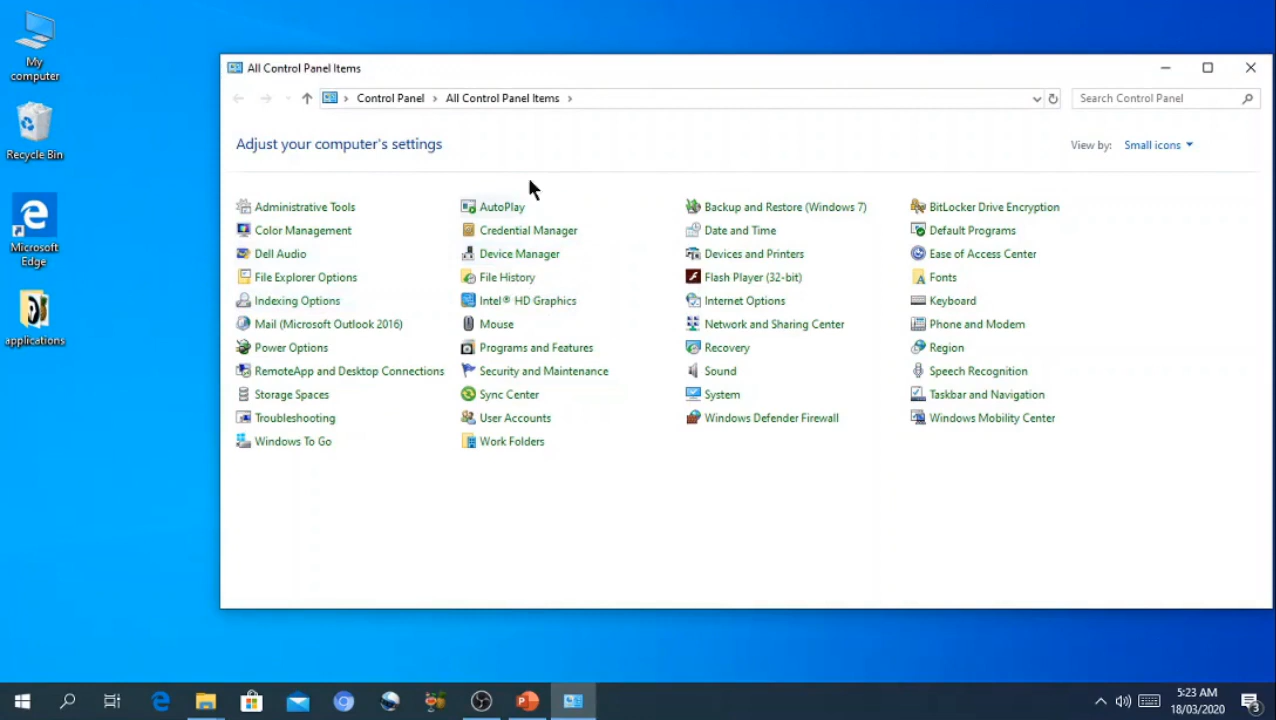 My
computer
Recycle Bin
Microsoft
Edge
applications
All Control Panel Items
Control Panel All Control Panel Items
Search Control Panel
Adjust your computer's settings
View by: Small icons
Administrative Tools AutoPlay Backup and Restore (Windows 7) BitLocker Drive Encryption
Color Management Credential Manager Date and Time Default Programs
Dell Audio Device Manager Devices and Printers Ease of Access Center
File Explorer Options File History Flash Player (32-bit) Fonts
Indexing Options Intel® HD Graphics Internet Options Keyboard
Mail (Microsoft Outlook 2016) Mouse Network and Sharing Center Phone and Modem
Power Options Programs and Features Recovery Region
RemoteApp and Desktop Connections Security and Maintenance Sound Speech Recognition
Storage Spaces Sync Center System Taskbar and Navigation
Troubleshooting User Accounts Windows Defender Firewall Windows Mobility Center
Windows To Go Work Folders
5:23 AM
18/03/2020
3